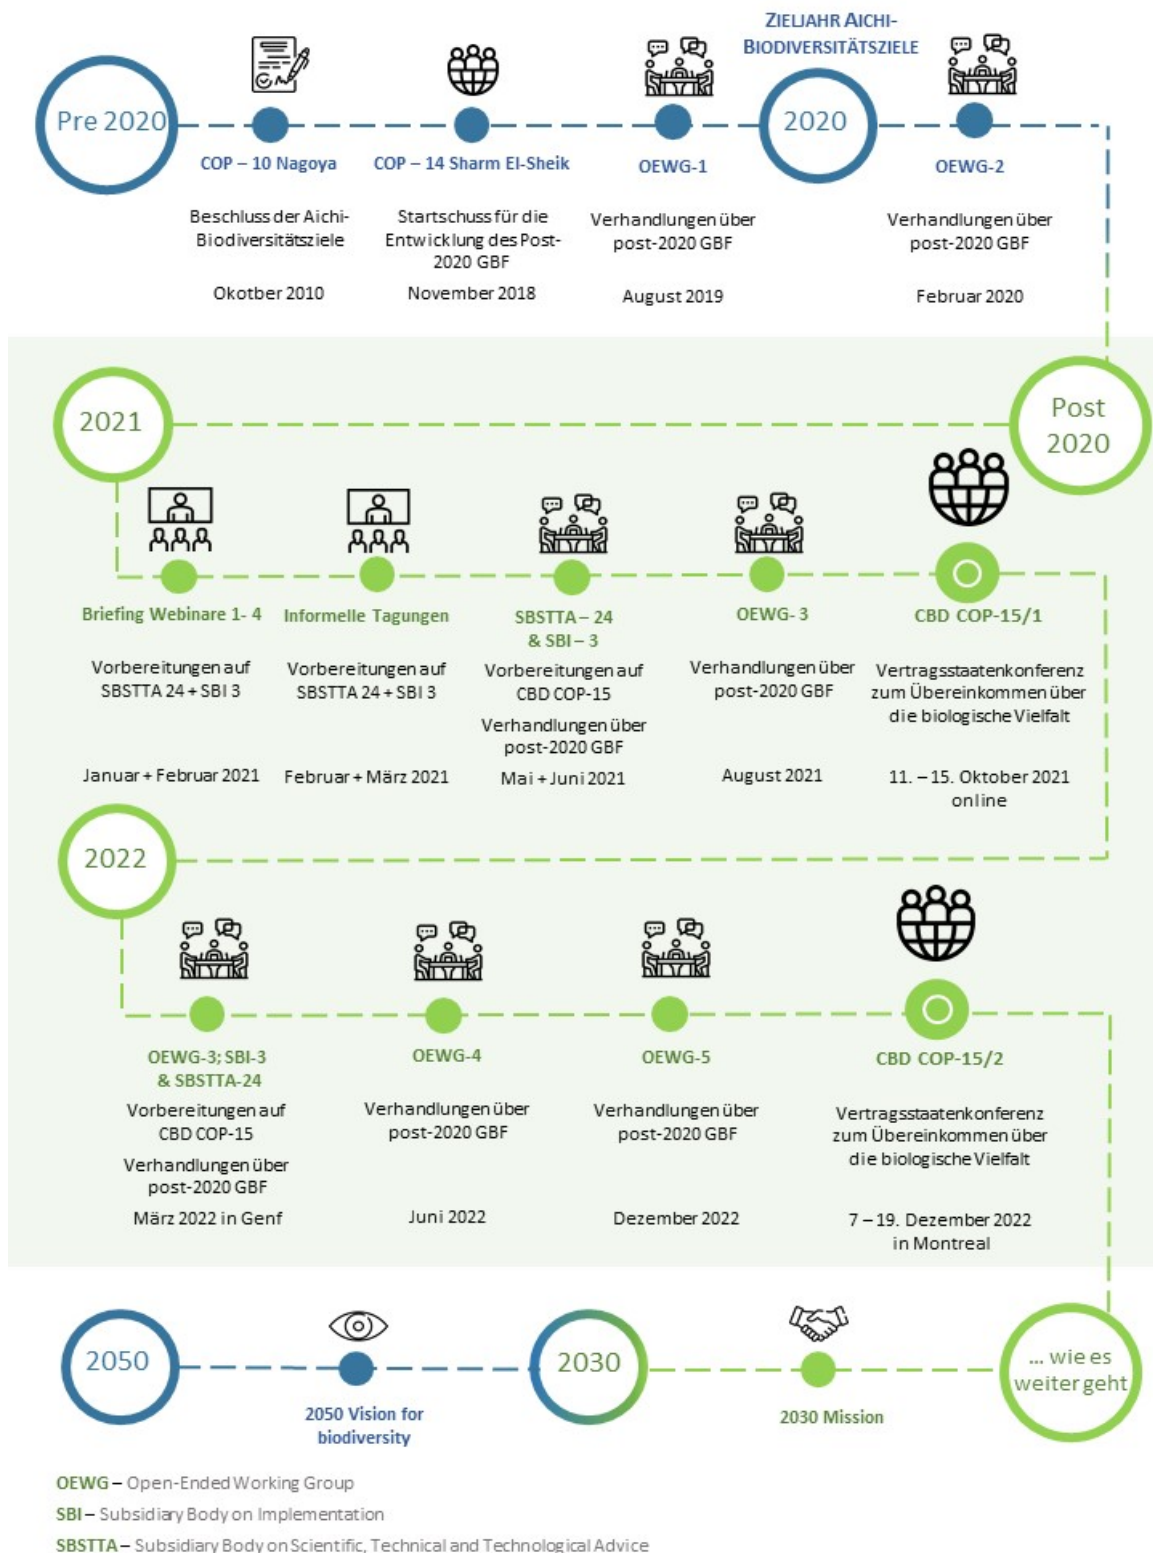 ZIELJAHR AICHI-
BIODIVERSITÄTSZIELE
Pre 2020
2020
COP – 10 Nagoya
Beschluss der Aichi-
Biodiversitätsziele
Okotber 2010
COP – 14 Sharm El-Sheik
Startschuss für die
Entwicklung des Post-
2020 GBF
November 2018
OEWG-1
Verhandlungen über
post-2020 GBF
August 2019
OEWG-2
Verhandlungen über
post-2020 GBF
Februar 2020
Post
2020
2021
Briefing Webinare 1- 4
Vorbereitungen auf
SBSTTA 24 + SBI 3
Januar + Februar 2021
Informelle Tagungen
Vorbereitungen auf
SBSTTA 24 + SBI 3
Februar + März 2021
SBSTTA – 24
& SBI – 3
Vorbereitungen auf
CBD COP-15
Verhandlungen über
post-2020 GBF
Mai + Juni 2021
OEWG- 3
Verhandlungen über
post-2020 GBF
August 2021
CBD COP-15/1
Vertragsstaatenkonferenz
zum Übereinkommen über
die biologische Vielfalt
11. – 15. Oktober 2021
online
2022
OEWG-3; SBI-3
& SBSTTA-24
Vorbereitungen auf
CBD COP-15
Verhandlungen über
post-2020 GBF
März 2022 in Genf
OEWG-4
Verhandlungen über
post-2020 GBF
Juni 2022
OEWG-5
Verhandlungen über
post-2020 GBF
Dezember 2022
CBD COP-15/2
Vertragsstaatenkonferenz
zum Übereinkommen über
die biologische Vielfalt
7 – 19. Dezember 2022
in Montreal
... wie es
weiter geht
2030 Mission
2030
2050 Vision for
biodiversity
2050
OEWG – Open-Ended Working Group
SBI – Subsidiary Body on Implementation
SBSTTA – Subsidiary Body on Scientific, Technical and Technological Advice